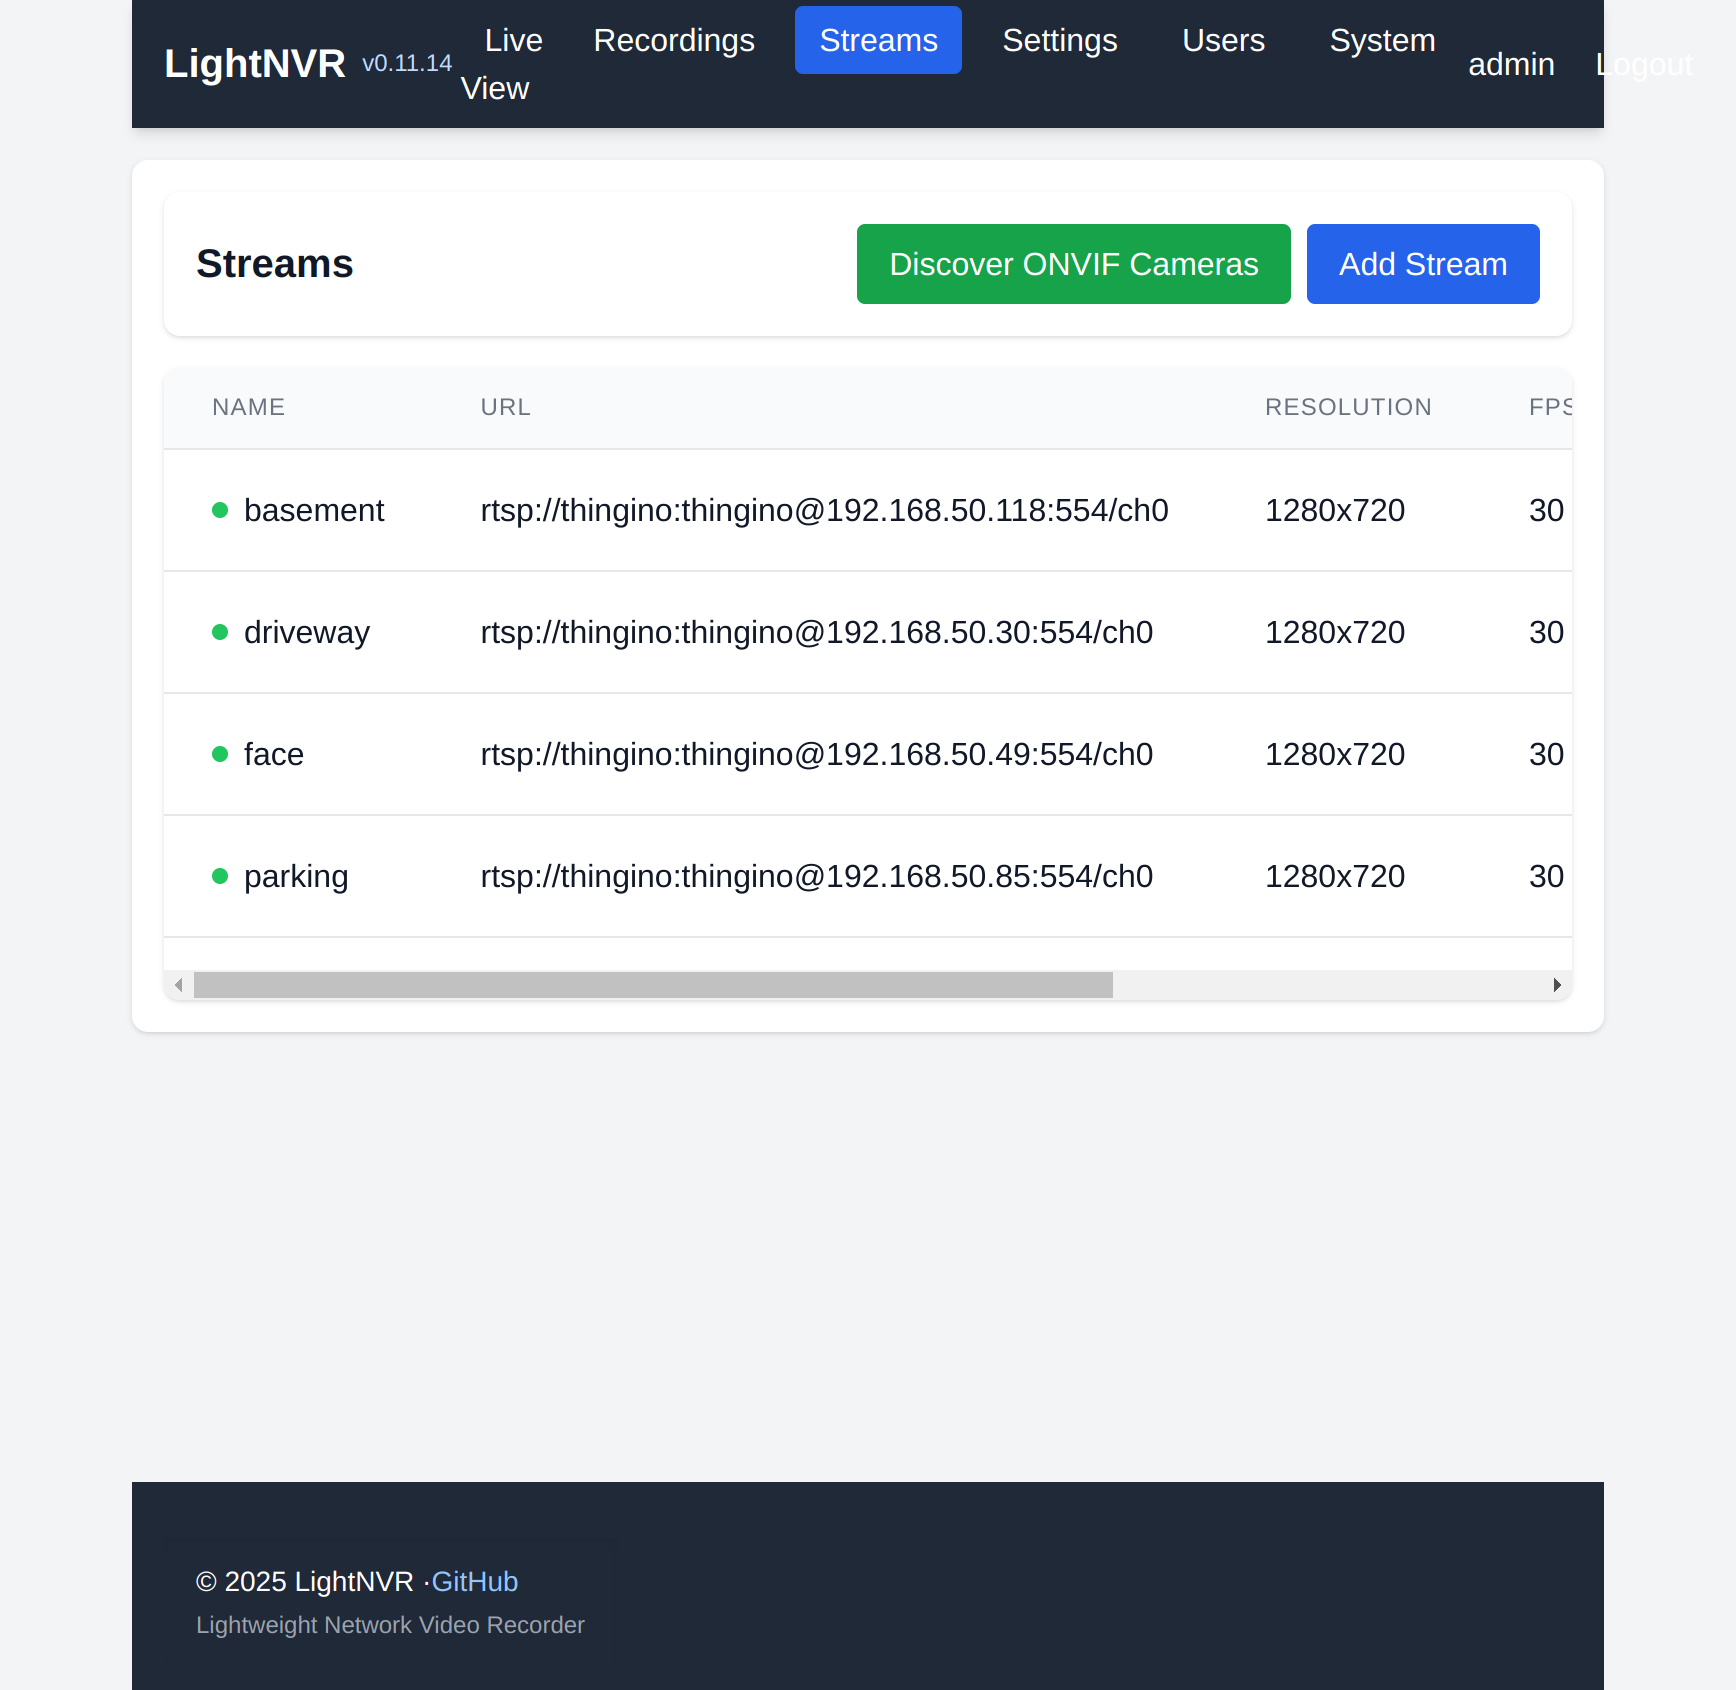 LightNVR v0.11.14 Live View Recordings Streams Settings Users System admin Logout
Streams Discover ONVIF Cameras Add Stream
NAME URL RESOLUTION FPS
basement rtsp://thingino:thingino@192.168.50.118:554/ch0 1280x720 30
driveway rtsp://thingino:thingino@192.168.50.30:554/ch0 1280x720 30
face rtsp://thingino:thingino@192.168.50.49:554/ch0 1280x720 30
parking rtsp://thingino:thingino@192.168.50.85:554/ch0 1280x720 30
© 2025 LightNVR ·GitHub
Lightweight Network Video Recorder